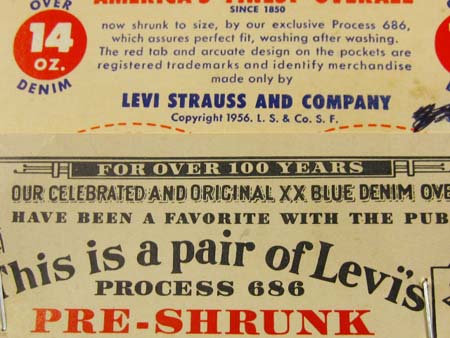 AMERICA'S FINEST OVERALL
SINCE 1850
OVER
14
OZ.
DENIM
now shrunk to size, by our exclusive Process 686,
which assures perfect fit, washing after washing.
The red tab and arcuate design on the pockets are
registered trademarks and identify merchandise
made only by
LEVI STRAUSS AND COMPANY
Copyright 1956. L. S. & Co. S. F.
FOR OVER 100 YEARS
OUR CELEBRATED AND ORIGINAL XX BLUE DENIM OVE
HAVE BEEN A FAVORITE WITH THE PUB
This is a pair of Levi's
PROCESS 686
PRE-SHRUNK